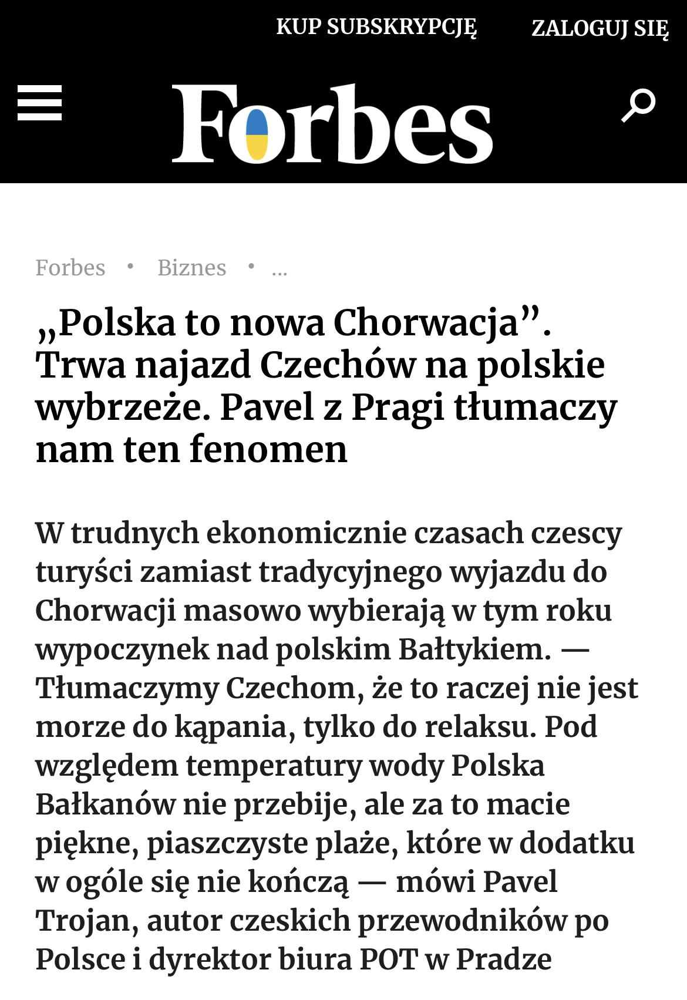 KUP SUBSKRYPCJĘ ZALOGUJ SIĘ
Forbes
Forbes • Biznes • ...
„Polska to nowa Chorwacja”.
Trwa najazd Czechów na polskie
wybrzeże. Pavel z Pragi tłumaczy
nam ten fenomen
W trudnych ekonomicznie czasach czescy
turyści zamiast tradycyjnego wyjazdu do
Chorwacji masowo wybierają w tym roku
wypoczynek nad polskim Bałtykiem. —
Tłumaczymy Czechom, że to raczej nie jest
morze do kąpania, tylko do relaksu. Pod
względem temperatury wody Polska
Bałkanów nie przebije, ale za to macie
piękne, piaszczyste plaże, które w dodatku
w ogóle się nie kończą — mówi Pavel
Trojan, autor czeskich przewodników po
Polsce i dyrektor biura POT w Pradze